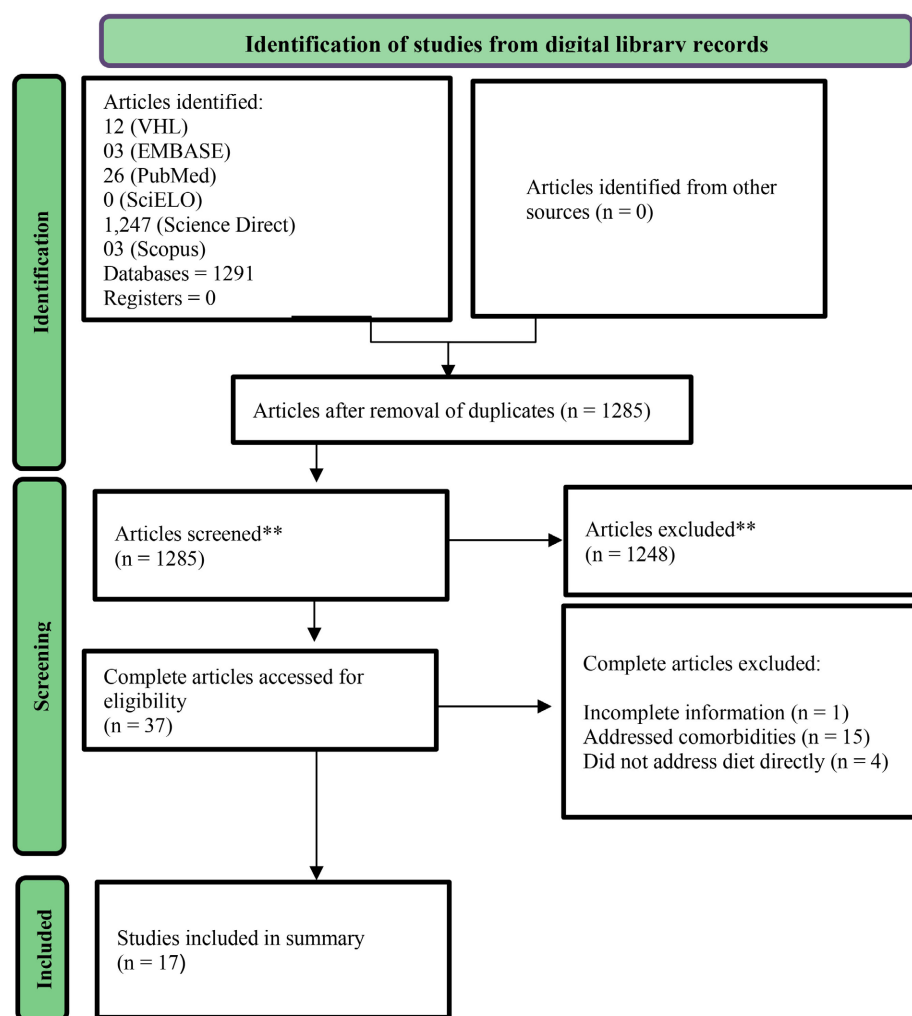 Identification of studies from digital library records
Identification
Articles identified:
12 (VHL)
03 (EMBASE)
26 (PubMed)
0 (SciELO)
1,247 (Science Direct)
03 (Scopus)
Databases = 1291
Registers = 0
Articles identified from other
sources (n = 0)
Articles after removal of duplicates (n = 1285)
Screening
Articles screened**
(n = 1285)
Articles excluded**
(n = 1248)
Complete articles accessed for
eligibility
(n = 37)
Complete articles excluded:
Incomplete information (n = 1)
Addressed comorbidities (n = 15)
Did not address diet directly (n = 4)
Included
Studies included in summary
(n = 17)